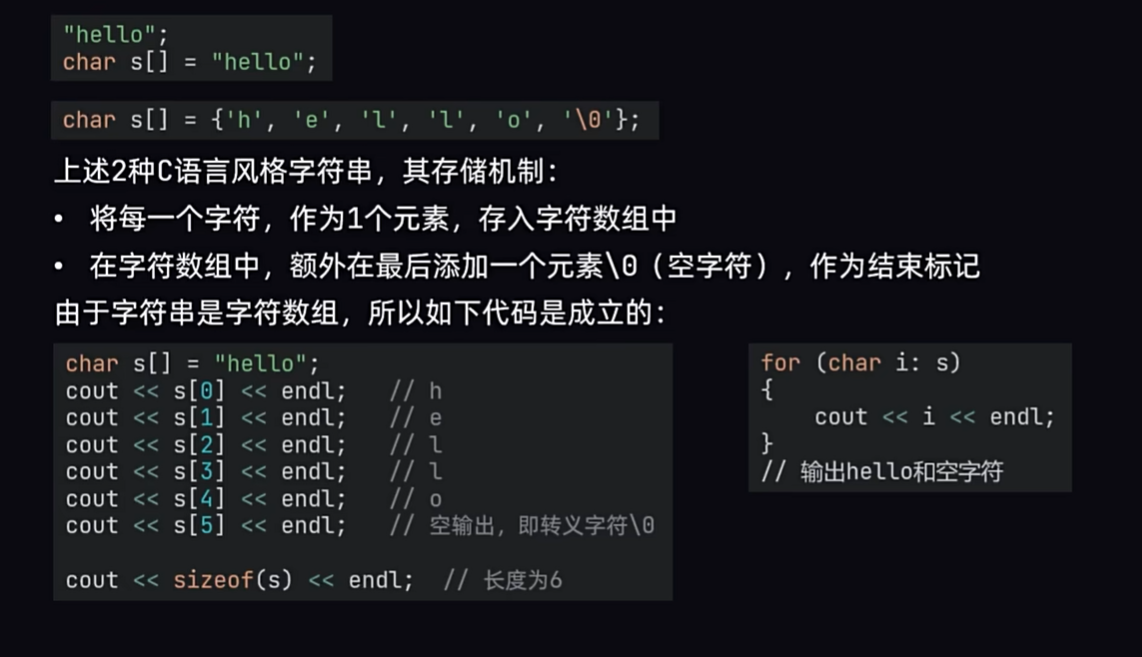 "hello";
char s[] = "hello";
char s[] = {'h', 'e', 'l', 'l', 'o', '\0'};
上述2种C语言风格字符串，其存储机制：
• 将每一个字符，作为1个元素，存入字符数组中
• 在字符数组中，额外在最后添加一个元素\0（空字符），作为结束标记
由于字符串是字符数组，所以如下代码是成立的：
char s[] = "hello";
cout << s[0] << endl;   // h
cout << s[1] << endl;   // e
cout << s[2] << endl;   // l
cout << s[3] << endl;   // l
cout << s[4] << endl;   // o
cout << s[5] << endl;   // 空输出，即转义字符\0
cout << sizeof(s) << endl;  // 长度为6
for (char i: s)
{
    cout << i << endl;
}
// 输出hello和空字符